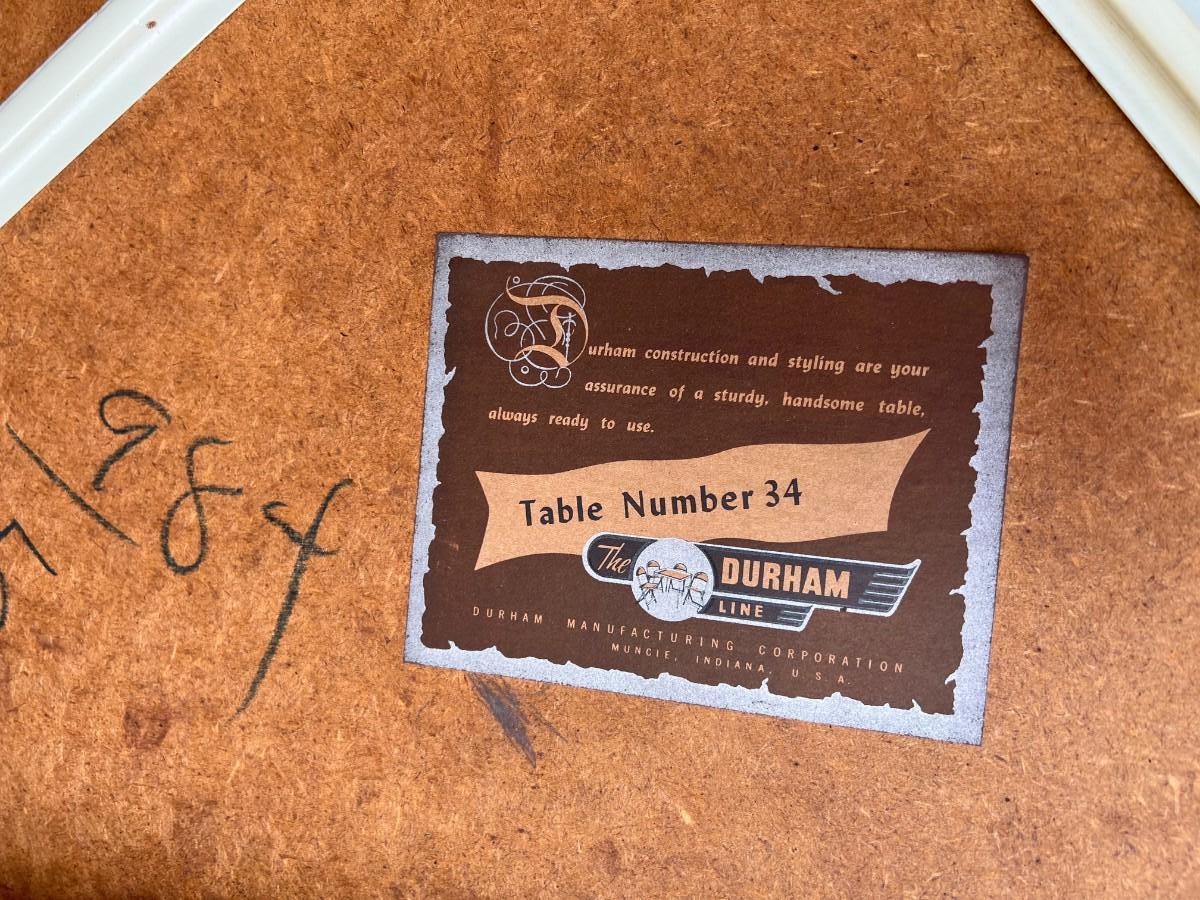 Durham construction and styling are your
assurance of a sturdy, handsome table,
always ready to use.
Table Number 34
The DURHAM
LINE
DURHAM MANUFACTURING CORPORATION
MUNCIE, INDIANA, U.S.A.